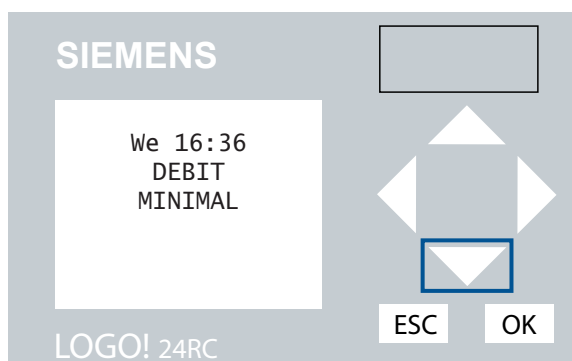 SIEMENS
We 16:36
DEBIT
MINIMAL
ESC OK
LOGO! 24RC